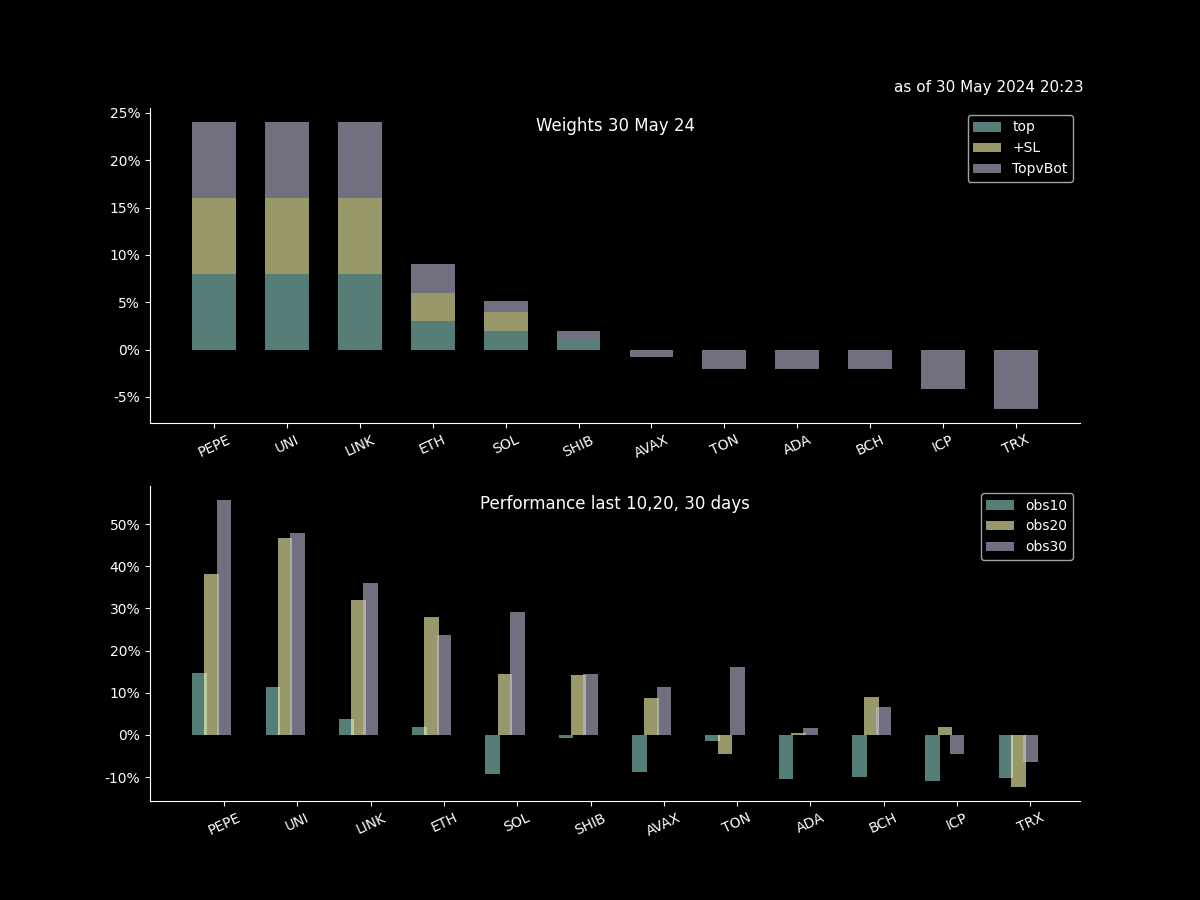 as of 30 May 2024 20:23
Weights 30 May 24
25%
20%
15%
10%
5%
0%
-5%
top
+SL
TopvBot
PEPE UNI LINK ETH SOL SHIB AVAX TON ADA BCH ICP TRX
Performance last 10,20, 30 days
50%
40%
30%
20%
10%
0%
-10%
obs10
obs20
obs30
PEPE UNI LINK ETH SOL SHIB AVAX TON ADA BCH ICP TRX